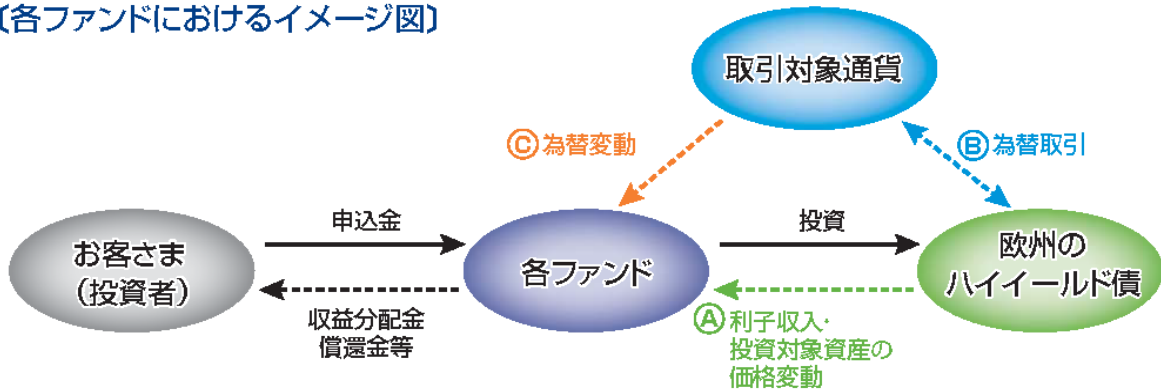 〔各ファンドにおけるイメージ図〕
取引対象通貨
Ⓒ為替変動
Ⓑ為替取引
お客さま
（投資者）
申込金
収益分配金
償還金等
各ファンド
投資
Ⓐ利子収入・
投資対象資産の
価格変動
欧州の
ハイイールド債